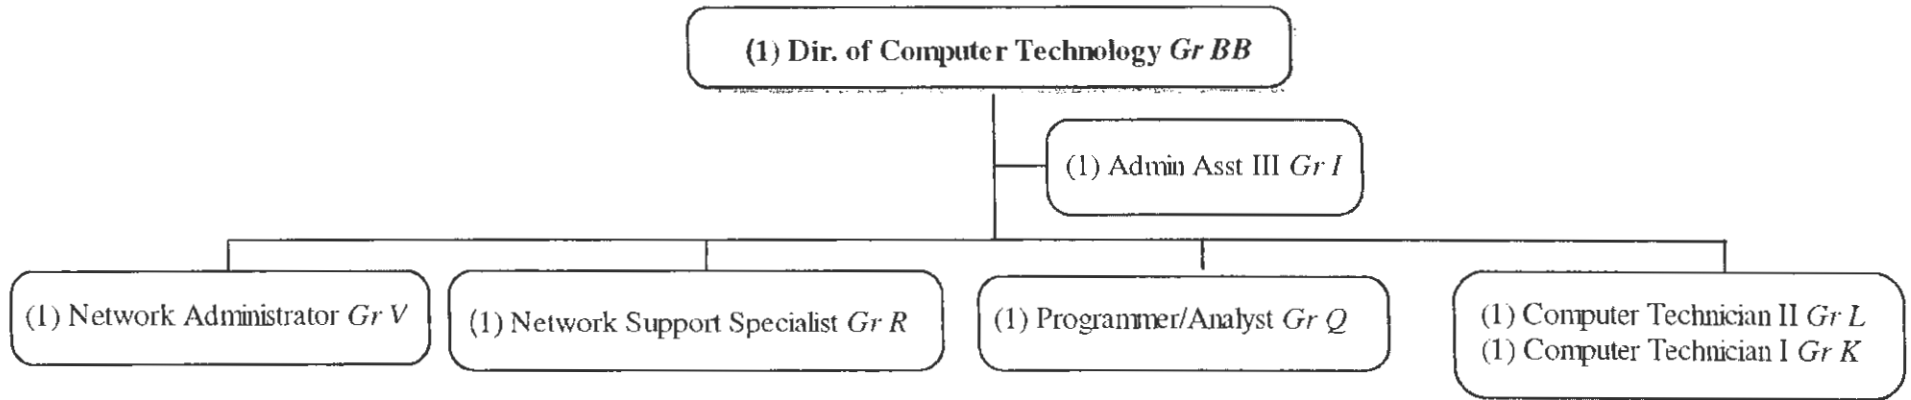 (1) Dir. of Computer Technology Gr BB
(1) Admin Asst III Gr I
(1) Network Administrator Gr V
(1) Network Support Specialist Gr R
(1) Programmer/Analyst Gr Q
(1) Computer Technician II Gr L
(1) Computer Technician I Gr K